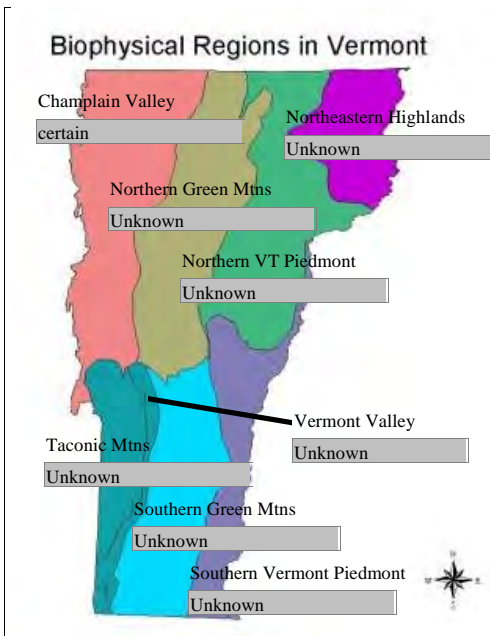 Biophysical Regions in Vermont
Champlain Valley
certain
Northeastern Highlands
Unknown
Northern Green Mtns
Unknown
Northern VT Piedmont
Unknown
Vermont Valley
Unknown
Taconic Mtns
Unknown
Southern Green Mtns
Unknown
Southern Vermont Piedmont
Unknown